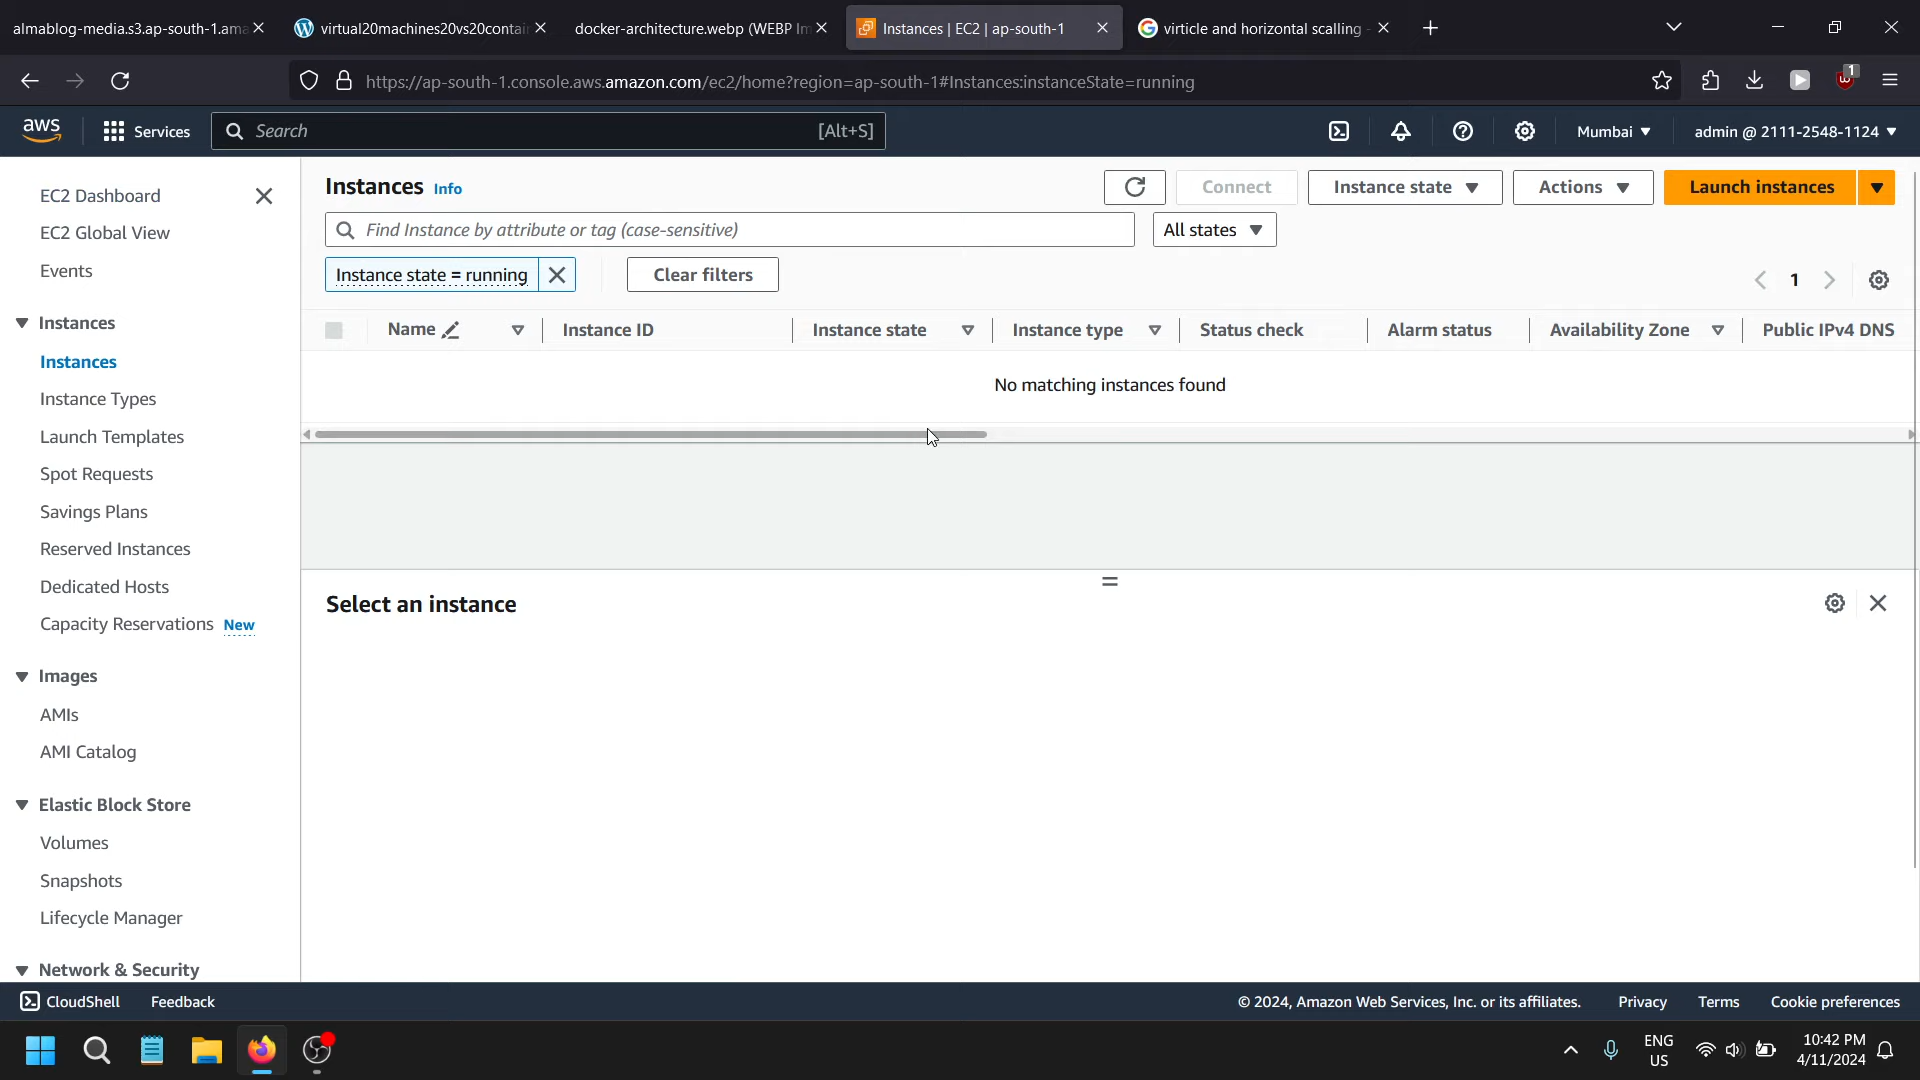 almablog-media.s3.ap-south-1.ama
virtual20machines20vs20contain
docker-architecture.webp (WEBP Im
Instances | EC2 | ap-south-1
virticle and horizontal scalling -
https://ap-south-1.console.aws.amazon.com/ec2/home?region=ap-south-1#Instances:instanceState=running
1
aws
Services
Search
[Alt+S]
Mumbai
admin @ 2111-2548-1124
EC2 Dashboard
EC2 Global View
Events
Instances
Instances
Instance Types
Launch Templates
Spot Requests
Savings Plans
Reserved Instances
Dedicated Hosts
Capacity Reservations New
Images
AMIs
AMI Catalog
Elastic Block Store
Volumes
Snapshots
Lifecycle Manager
Network & Security
Instances Info
Connect
Instance state
Actions
Launch instances
Find Instance by attribute or tag (case-sensitive)
All states
Instance state = running
Clear filters
1
Name
Instance ID
Instance state
Instance type
Status check
Alarm status
Availability Zone
Public IPv4 DNS
No matching instances found
Select an instance
CloudShell
Feedback
© 2024, Amazon Web Services, Inc. or its affiliates.
Privacy
Terms
Cookie preferences
ENG
US
10:42 PM
4/11/2024